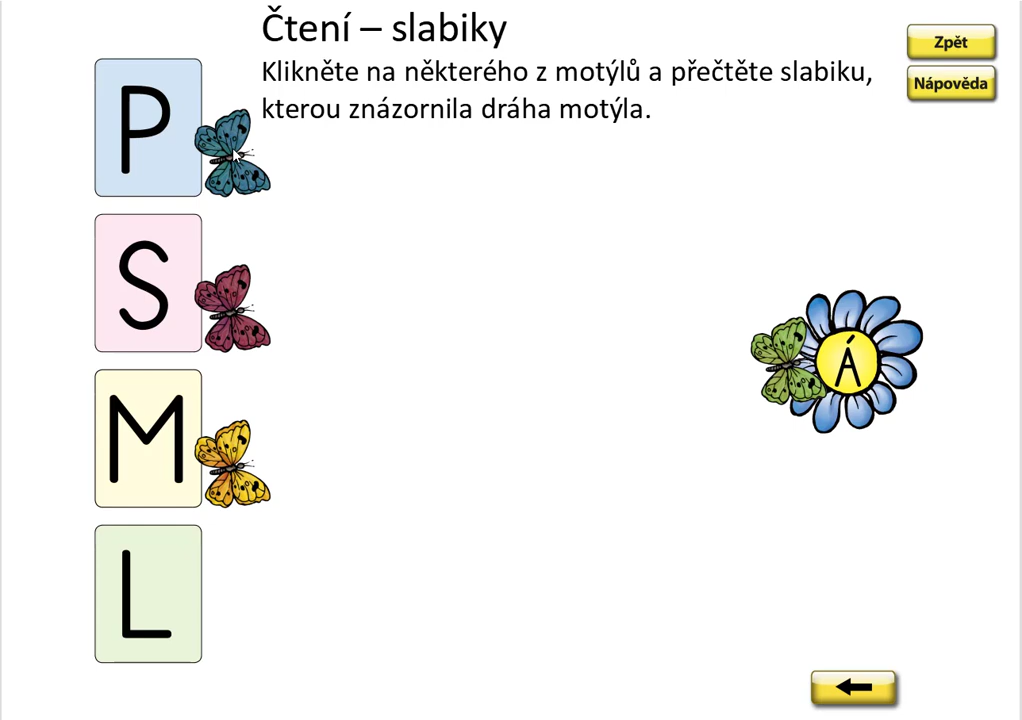 Čtení – slabiky
Klikněte na některého z motýlů a přečtěte slabiku,
kterou znázornila dráha motýla.
Zpět
Nápověda
P
S
M
L
Á